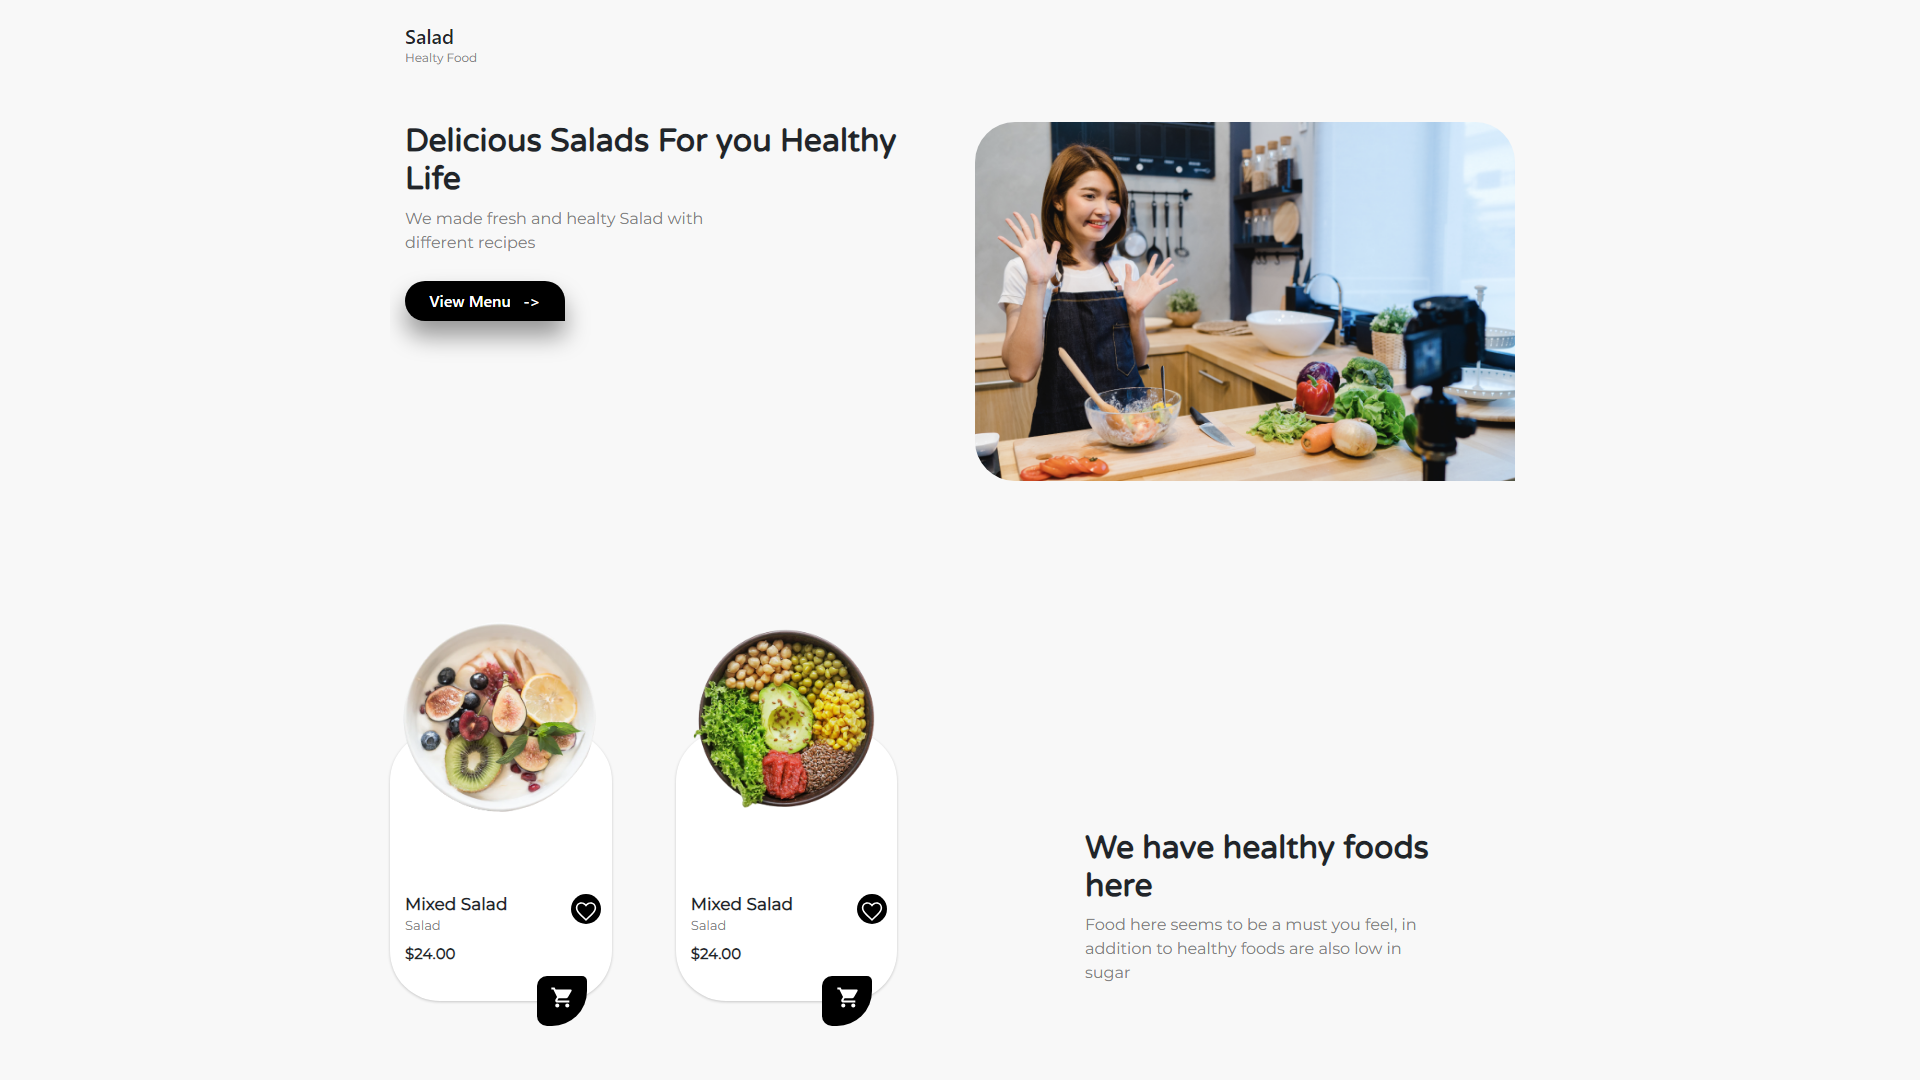 Salad
Healty Food
Delicious Salads For you Healthy
Life
We made fresh and healty Salad with
different recipes
View Menu ->
Mixed Salad
Salad
$24.00
Mixed Salad
Salad
$24.00
We have healthy foods
here
Food here seems to be a must you feel, in
addition to healthy foods are also low in
sugar